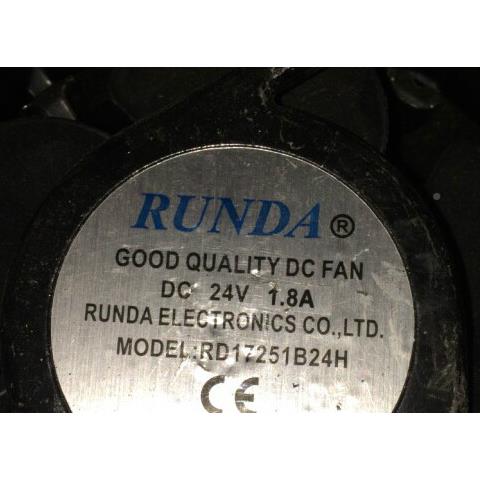 RUNDA ®
GOOD QUALITY DC FAN
DC 24V 1.8A
RUNDA ELECTRONICS CO.,LTD.
MODEL:RD17251B24H
CE